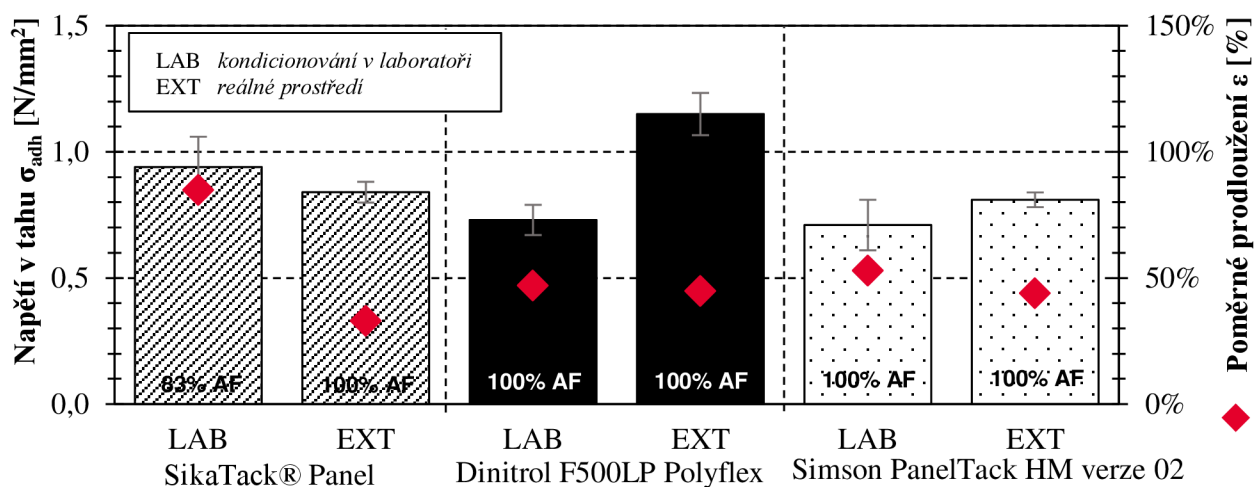 Napětí v tahu σadh [N/mm²]
1,5
1,0
0,5
0,0
LAB kondicionování v laboratoři
EXT reálné prostředí
83% AF
100% AF
100% AF
100% AF
100% AF
100% AF
LAB
EXT
LAB
EXT
LAB
EXT
SikaTack® Panel
Dinitrol F500LP Polyflex
Simson PanelTack HM verze 02
150%
100%
50%
0%
Poměrné prodloužení ε [%]